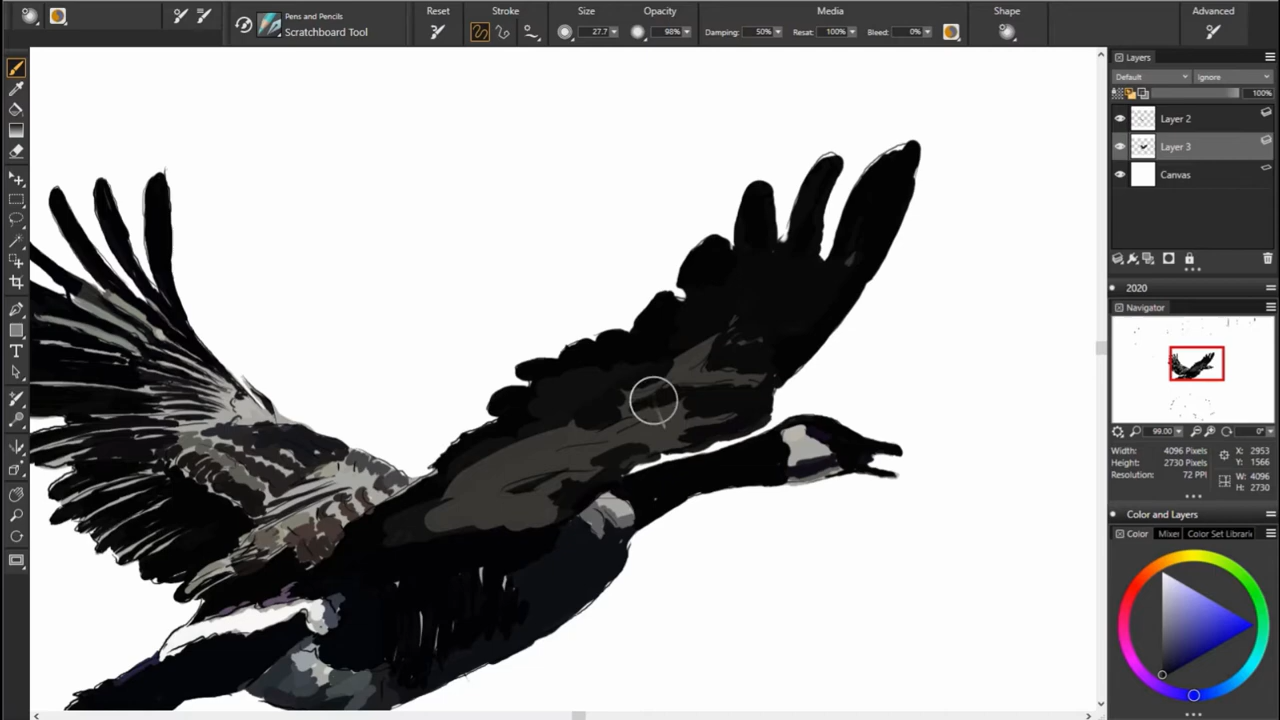 Pens and Pencils
Scratchboard Tool
Reset
Stroke
Size
27.7
Opacity
98%
Media
Damping: 50%
Resat: 100%
Bleed: 0%
Shape
Advanced
Layers
Default
Ignore
100%
Layer 2
Layer 3
Canvas
2020
Navigator
99.00
0°
Width: 4096 Pixels
Height: 2730 Pixels
Resolution: 72 PPI
X: 2953
Y: 1566
W: 4096
H: 2730
Color and Layers
Color
Mixer
Color Set Librarie